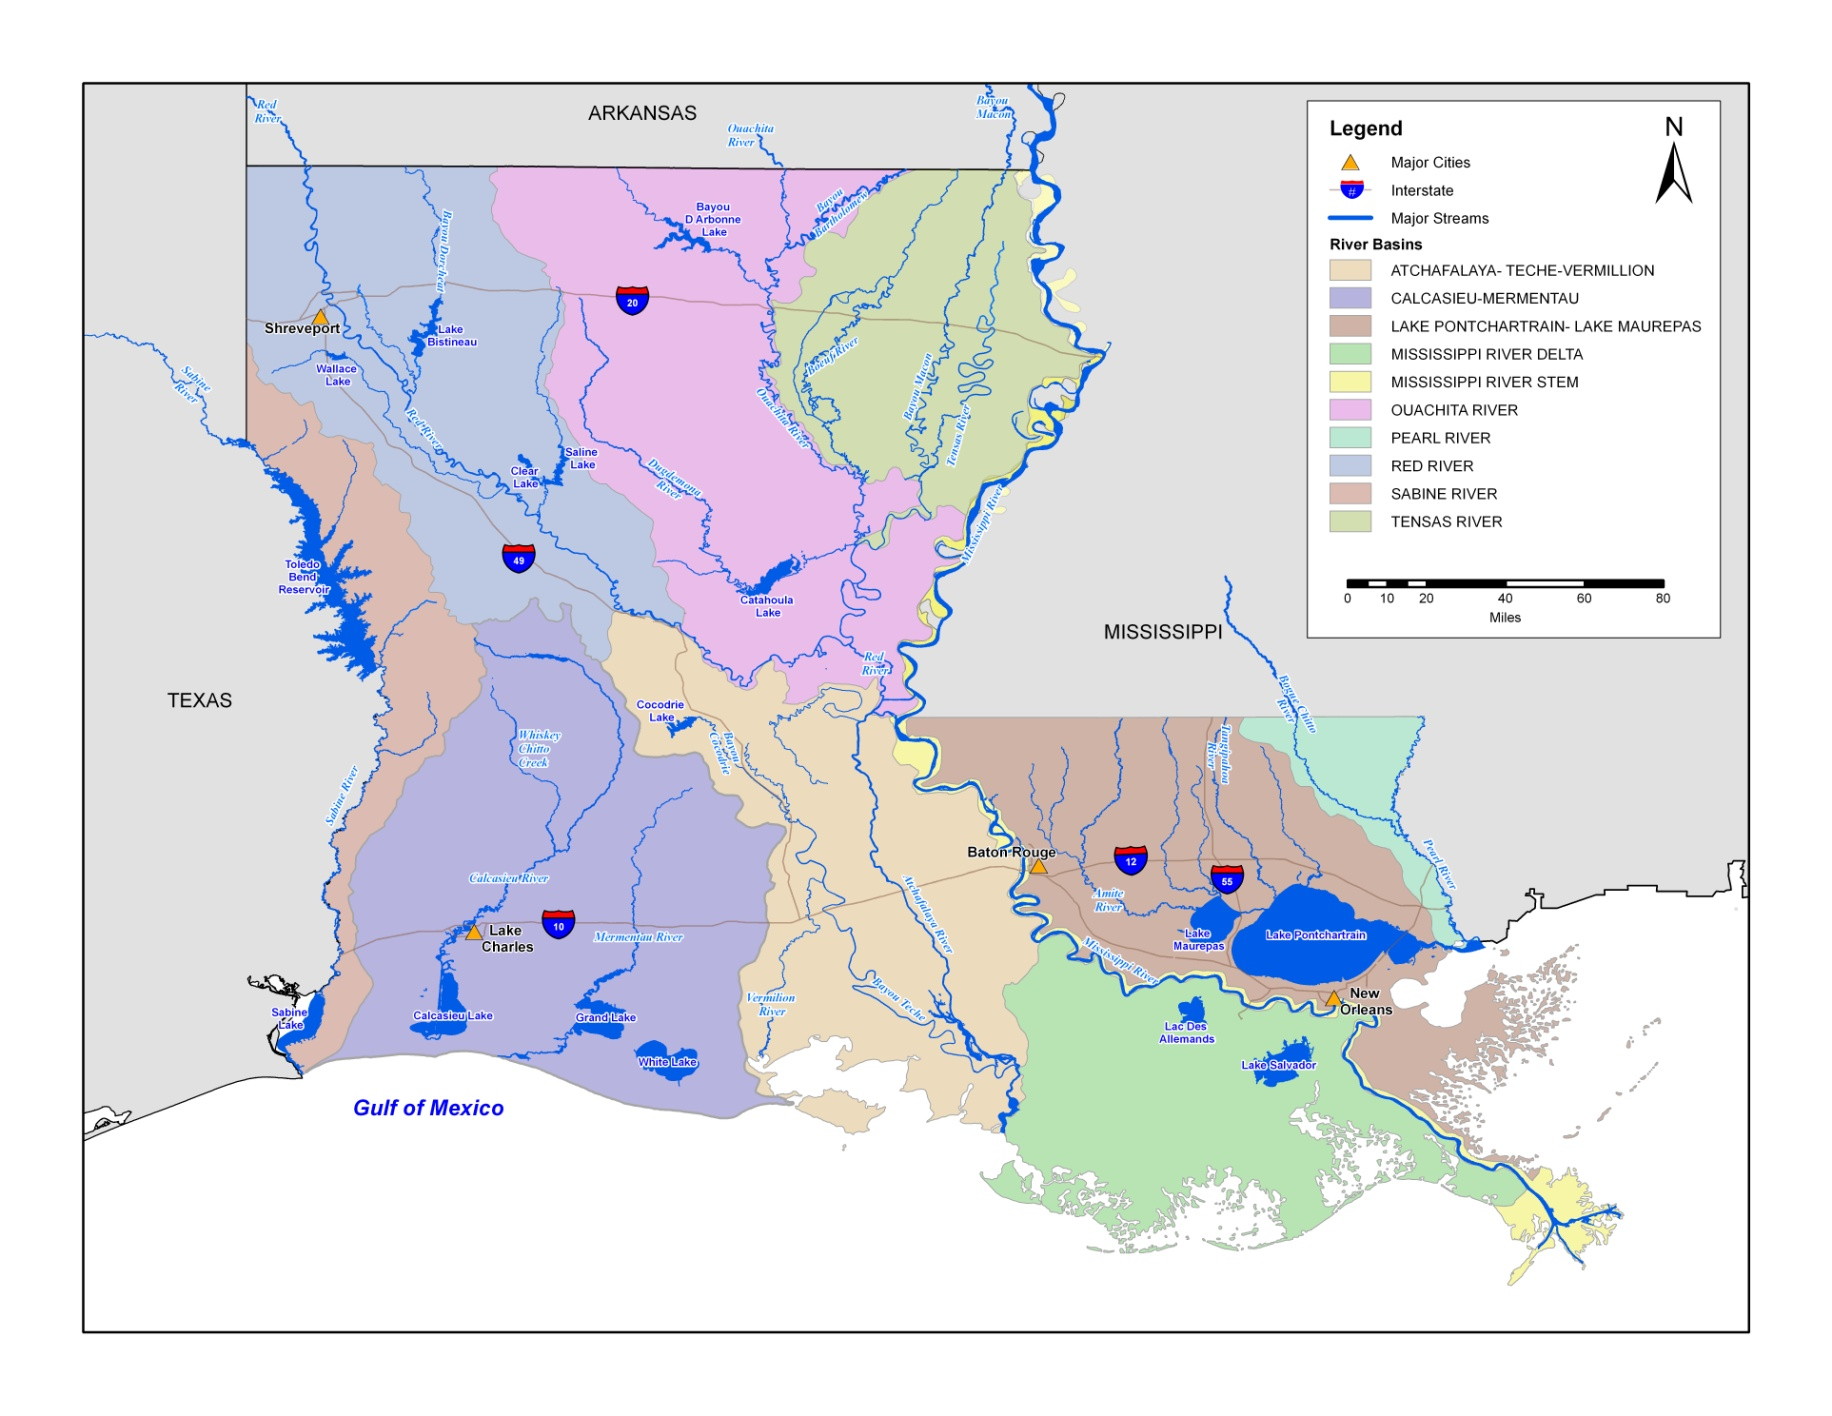 ARKANSAS
Red
River
Ouachita
River
Bayou
Macon
Legend
N
Major Cities
#
Interstate
Major Streams
River Basins
ATCHAFALAYA- TECHE-VERMILLION
CALCASIEU-MERMENTAU
LAKE PONTCHARTRAIN- LAKE MAUREPAS
MISSISSIPPI RIVER DELTA
MISSISSIPPI RIVER STEM
OUACHITA RIVER
PEARL RIVER
RED RIVER
SABINE RIVER
TENSAS RIVER
0 10 20 40 60 80
Miles
Bayou Dorcheat
Bayou
D Arbonne
Lake
Bayou
Bartholomew
20
Shreveport
Lake
Bistineau
Wallace
Lake
Sabine
River
Red River
Boeuf River
Bayou Macon
Tensas River
Ouachita River
Saline
Lake
Clear
Lake
Dugdemona
River
Mississippi River
49
Toledo
Bend
Reservoir
Catahoula
Lake
MISSISSIPPI
Red
River
TEXAS
Cocodrie
Lake
Bayou
Cocodrie
Whiskey
Chitto
Creek
Bogue Chitto
River
Tangipahoa
River
Sabine River
Baton Rouge
12
55
Pearl River
Calcasieu River
Amite
River
Atchafalaya River
10
Lake
Charles
Mermentau River
Lake
Maurepas
Lake Pontchartrain
Mississippi River
Vermilion
River
Bayou Teche
New
Orleans
Sabine
Lake
Calcasieu Lake
Grand Lake
Lac Des
Allemands
White Lake
Lake Salvador
Gulf of Mexico